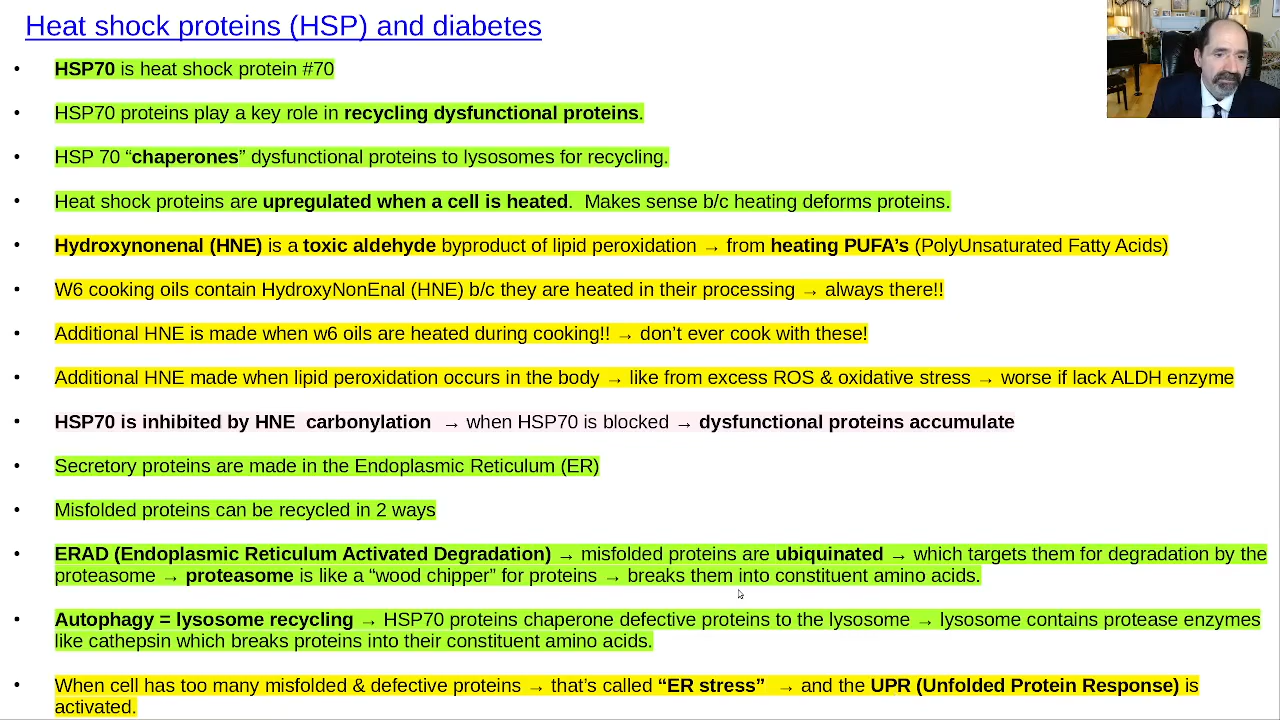 Heat shock proteins (HSP) and diabetes
• HSP70 is heat shock protein #70
• HSP70 proteins play a key role in recycling dysfunctional proteins.
• HSP 70 “chaperones” dysfunctional proteins to lysosomes for recycling.
• Heat shock proteins are upregulated when a cell is heated.  Makes sense b/c heating deforms proteins.
• Hydroxynonenal (HNE) is a toxic aldehyde byproduct of lipid peroxidation → from heating PUFA’s (PolyUnsaturated Fatty Acids)
• W6 cooking oils contain HydroxyNonEnal (HNE) b/c they are heated in their processing → always there!!
• Additional HNE is made when w6 oils are heated during cooking!! → don’t ever cook with these!
• Additional HNE made when lipid peroxidation occurs in the body → like from excess ROS & oxidative stress → worse if lack ALDH enzyme
• HSP70 is inhibited by HNE  carbonylation  → when HSP70 is blocked → dysfunctional proteins accumulate
• Secretory proteins are made in the Endoplasmic Reticulum (ER)
• Misfolded proteins can be recycled in 2 ways
• ERAD (Endoplasmic Reticulum Activated Degradation) → misfolded proteins are ubiquinated → which targets them for degradation by the
proteasome → proteasome is like a “wood chipper” for proteins → breaks them into constituent amino acids.
• Autophagy = lysosome recycling → HSP70 proteins chaperone defective proteins to the lysosome → lysosome contains protease enzymes
like cathepsin which breaks proteins into their constituent amino acids.
• When cell has too many misfolded & defective proteins → that’s called “ER stress”  → and the UPR (Unfolded Protein Response) is
activated.